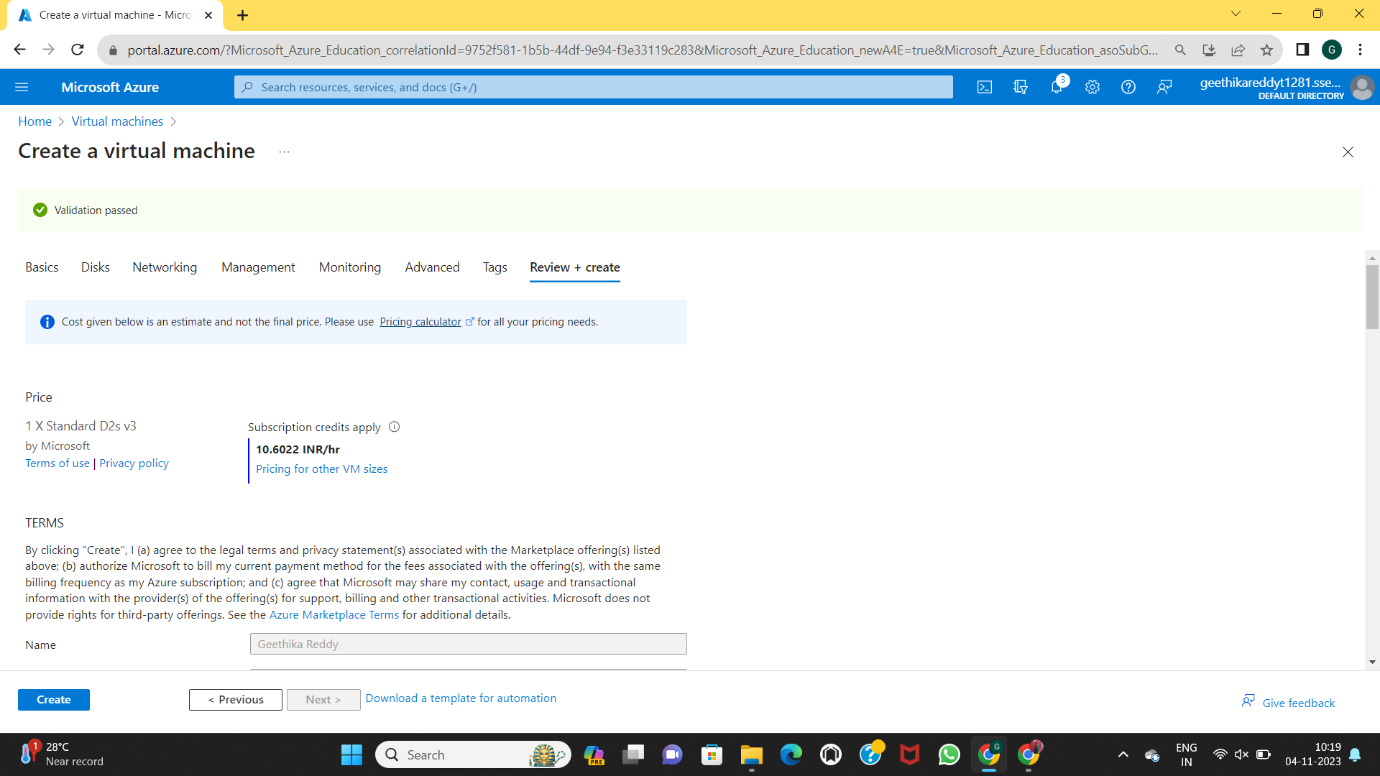 Create a virtual machine - Micro
portal.azure.com/?Microsoft_Azure_Education_correlationId=9752f581-1b5b-44df-9e94-f3e33119c283&Microsoft_Azure_Education_newA4E=true&Microsoft_Azure_Education_asoSubG...
G
Microsoft Azure
Search resources, services, and docs (G+/)
3
geethikareddyt1281.sse...
DEFAULT DIRECTORY
Home > Virtual machines >
Create a virtual machine ...
Validation passed
Basics Disks Networking Management Monitoring Advanced Tags Review + create
Cost given below is an estimate and not the final price. Please use Pricing calculator for all your pricing needs.
Price
1 X Standard D2s v3
by Microsoft
Terms of use | Privacy policy
Subscription credits apply
10.6022 INR/hr
Pricing for other VM sizes
TERMS
By clicking "Create", I (a) agree to the legal terms and privacy statement(s) associated with the Marketplace offering(s) listed
above; (b) authorize Microsoft to bill my current payment method for the fees associated with the offering(s), with the same
billing frequency as my Azure subscription; and (c) agree that Microsoft may share my contact, usage and transactional
information with the provider(s) of the offering(s) for support, billing and other transactional activities. Microsoft does not
provide rights for third-party offerings. See the Azure Marketplace Terms for additional details.
Name Geethika Reddy
Create < Previous Next > Download a template for automation Give feedback
1
28°C
Near record
Search
PRE
G
ENG
IN
10:19
04-11-2023